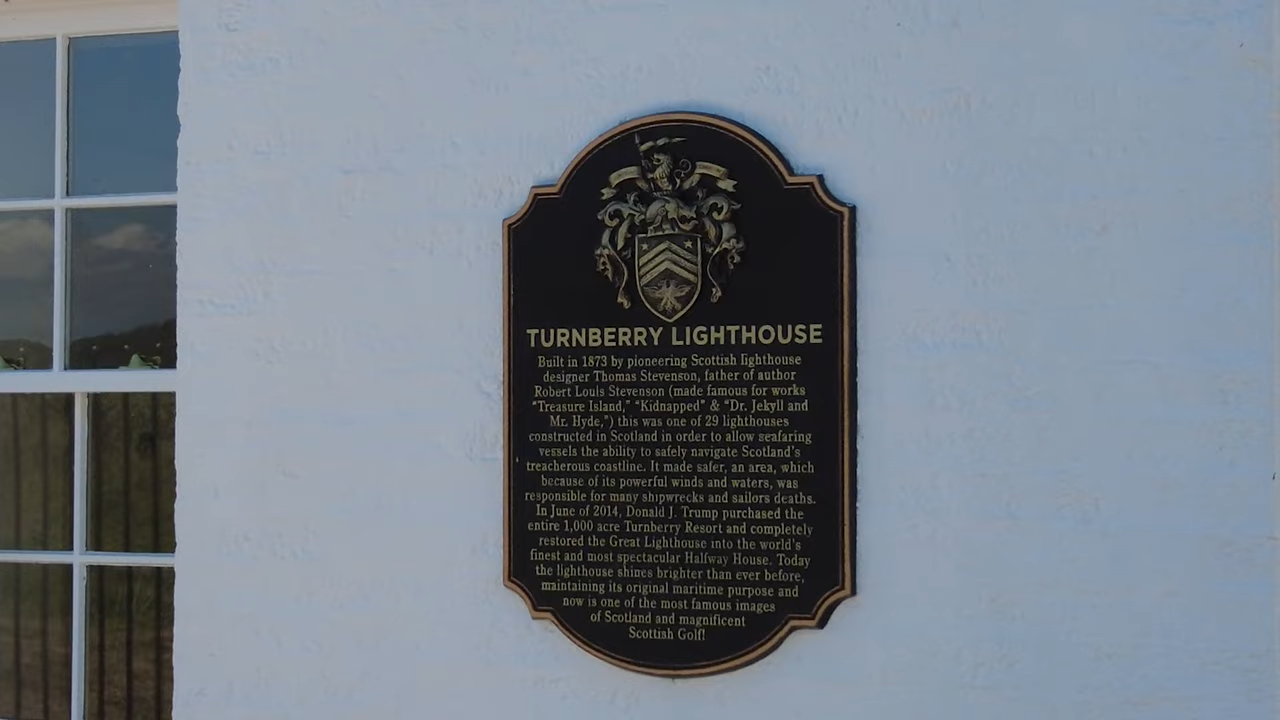 TURNBERRY LIGHTHOUSE
Built in 1873 by pioneering Scottish lighthouse
designer Thomas Stevenson, father of author
Robert Louis Stevenson (made famous for works
"Treasure Island," "Kidnapped" & "Dr. Jekyll and
Mr. Hyde,") this was one of 29 lighthouses
constructed in Scotland in order to allow seafaring
vessels the ability to safely navigate Scotland's
treacherous coastline. It made safer, an area, which
because of its powerful winds and waters, was
responsible for many shipwrecks and sailors deaths.
In June of 2014, Donald J. Trump purchased the
entire 1,000 acre Turnberry Resort and completely
restored the Great Lighthouse into the world's
finest and most spectacular Halfway House. Today
the lighthouse shines brighter than ever before,
maintaining its original maritime purpose and
now is one of the most famous images
of Scotland and magnificent
Scottish Golf!